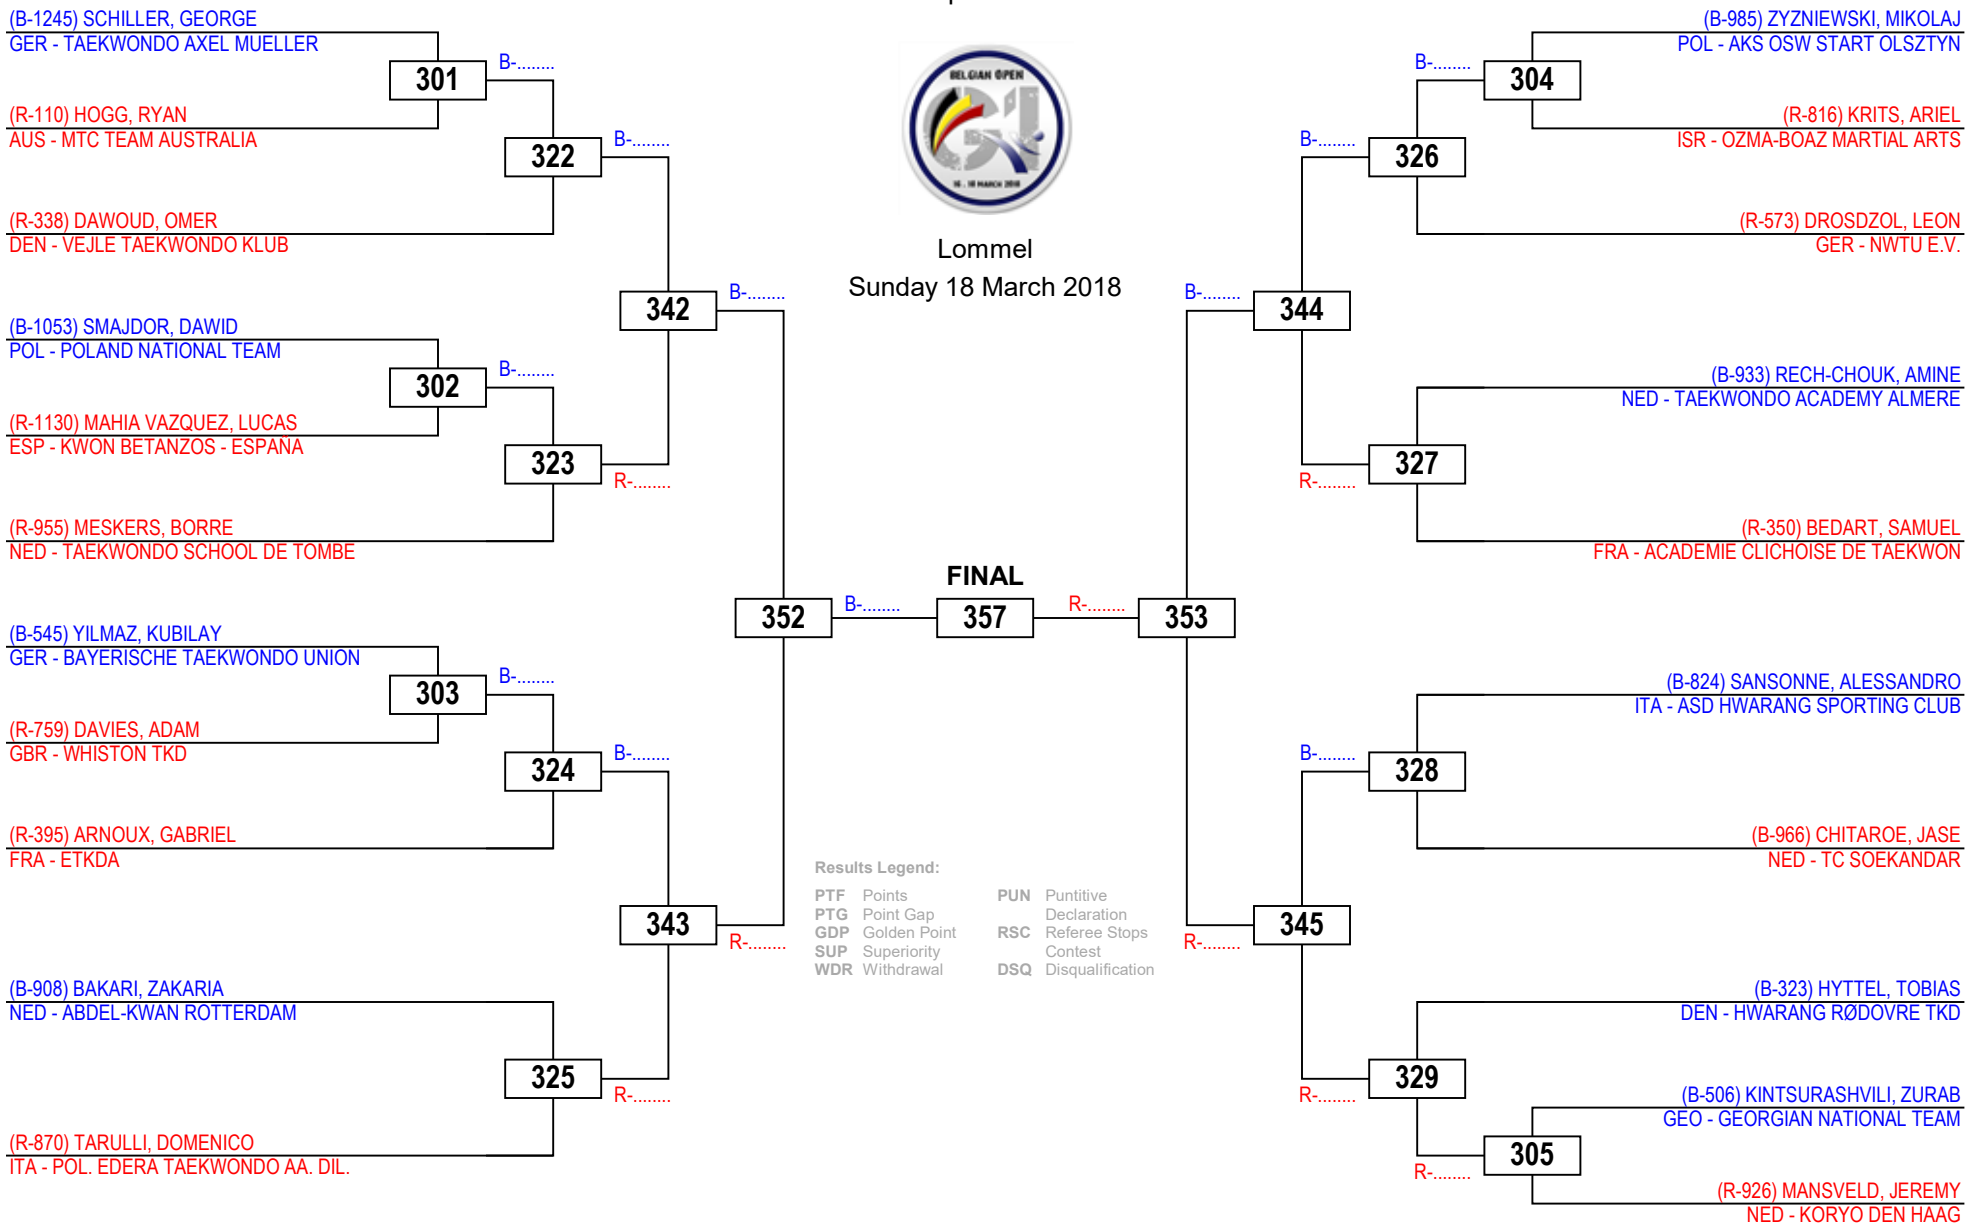 (B-1245) SCHILLER, GEORGE
GER - TAEKWONDO AXEL MUELLER
301
B-........
(R-110) HOGG, RYAN
AUS - MTC TEAM AUSTRALIA
322
B-........
(R-338) DAWOUD, OMER
DEN - VEJLE TAEKWONDO KLUB
342
B-........
(B-1053) SMAJDOR, DAWID
POL - POLAND NATIONAL TEAM
302
B-........
(R-1130) MAHIA VAZQUEZ, LUCAS
ESP - KWON BETANZOS - ESPAÑA
323
R-........
(R-955) MESKERS, BORRE
NED - TAEKWONDO SCHOOL DE TOMBE
352
B-........
(B-545) YILMAZ, KUBILAY
GER - BAYERISCHE TAEKWONDO UNION
303
B-........
(R-759) DAVIES, ADAM
GBR - WHISTON TKD
324
B-........
(R-395) ARNOUX, GABRIEL
FRA - ETKDA
343
R-........
(B-908) BAKARI, ZAKARIA
NED - ABDEL-KWAN ROTTERDAM
325
R-........
(R-870) TARULLI, DOMENICO
ITA - POL. EDERA TAEKWONDO AA. DIL.
BELGIAN OPEN
G1
16 - 18 MARCH 2018
Lommel
Sunday 18 March 2018
FINAL
357
Results Legend:
PTF Points
PTG Point Gap
GDP Golden Point
SUP Superiority
WDR Withdrawal
PUN Puntitive
Declaration
RSC Referee Stops
Contest
DSQ Disqualification
(B-985) ZYZNIEWSKI, MIKOLAJ
POL - AKS OSW START OLSZTYN
B-........
304
(R-816) KRITS, ARIEL
ISR - OZMA-BOAZ MARTIAL ARTS
B-........
326
(R-573) DROSDZOL, LEON
GER - NWTU E.V.
B-........
344
(B-933) RECH-CHOUK, AMINE
NED - TAEKWONDO ACADEMY ALMERE
327
R-........
(R-350) BEDART, SAMUEL
FRA - ACADEMIE CLICHOISE DE TAEKWON
R-........
353
(B-824) SANSONNE, ALESSANDRO
ITA - ASD HWARANG SPORTING CLUB
B-........
328
(B-966) CHITAROE, JASE
NED - TC SOEKANDAR
345
R-........
(B-323) HYTTEL, TOBIAS
DEN - HWARANG RØDOVRE TKD
329
R-........
(B-506) KINTSURASHVILI, ZURAB
GEO - GEORGIAN NATIONAL TEAM
305
R-........
(R-926) MANSVELD, JEREMY
NED - KORYO DEN HAAG